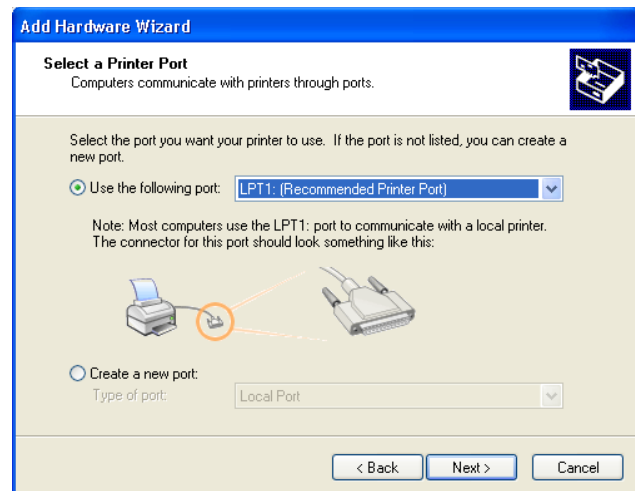 Add Hardware Wizard
Select a Printer Port
Computers communicate with printers through ports.
Select the port you want your printer to use. If the port is not listed, you can create a
new port.
Use the following port: LPT1: (Recommended Printer Port)
Note: Most computers use the LPT1: port to communicate with a local printer.
The connector for this port should look something like this:
Create a new port:
Type of port: Local Port
< Back Next > Cancel